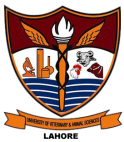 UNIVERSITY OF VETERINARY & ANIMAL SCIENCES
LAHORE